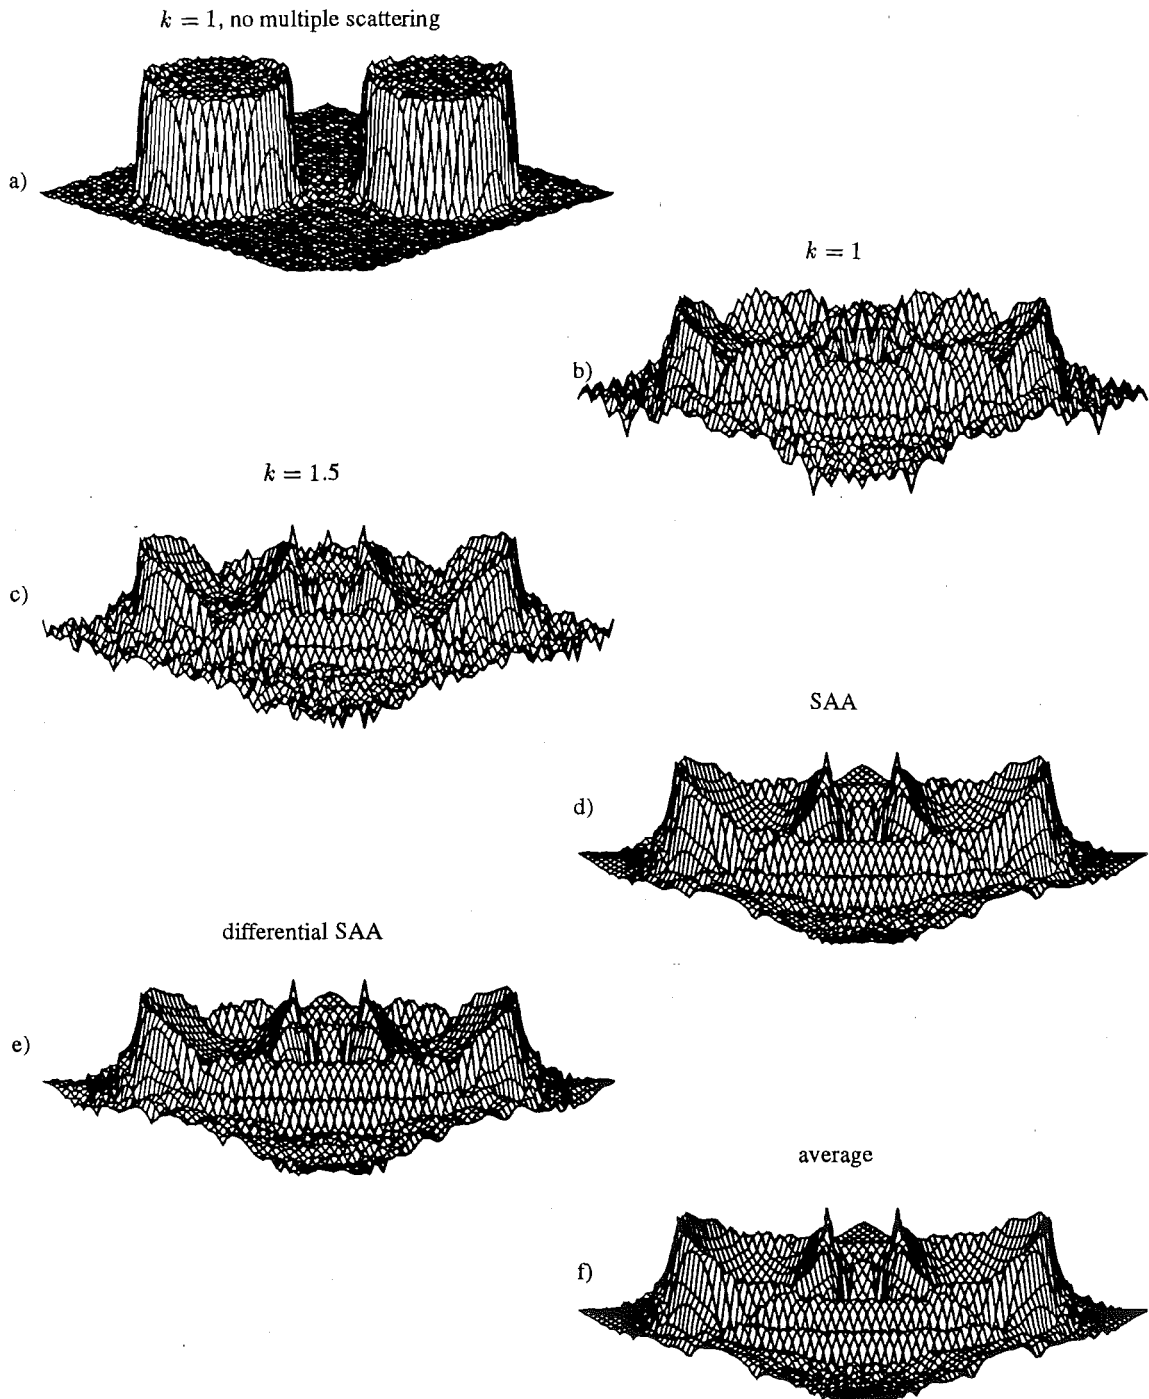 k = 1, no multiple scattering
a)
k = 1
b)
k = 1.5
c)
SAA
d)
differential SAA
e)
average
f)